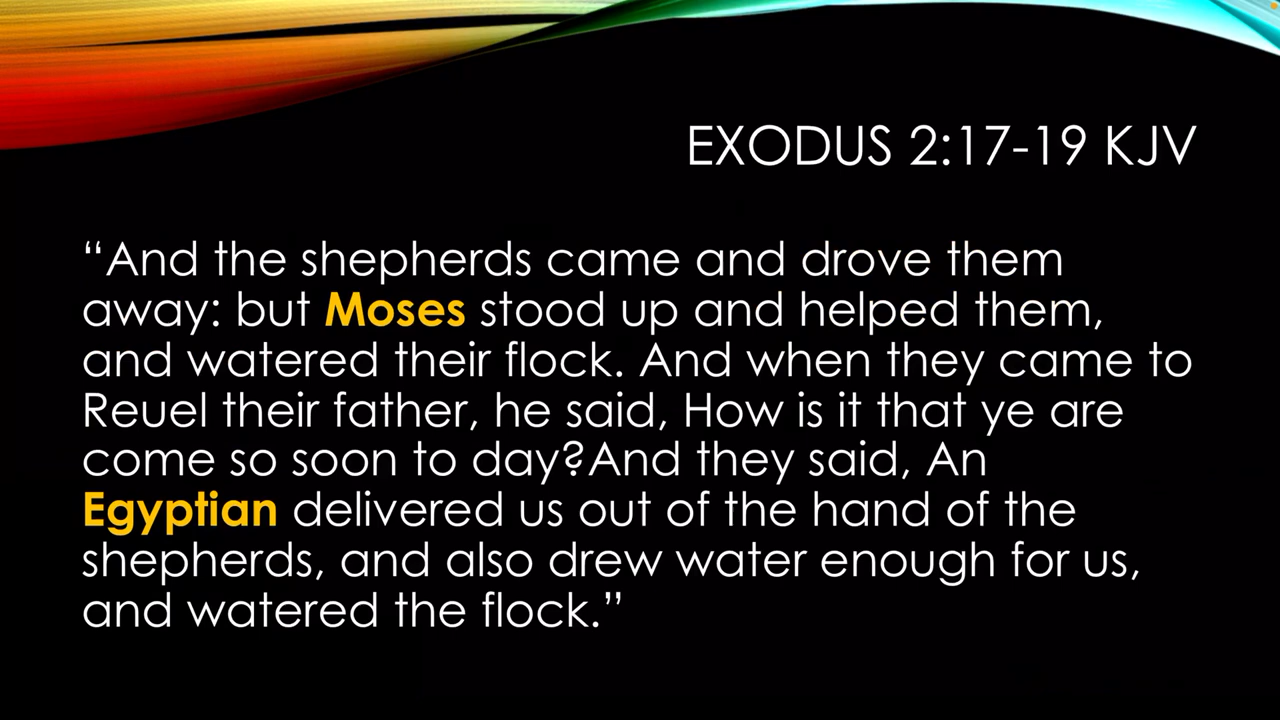 EXODUS 2:17-19 KJV
“And the shepherds came and drove them
away: but Moses stood up and helped them,
and watered their flock. And when they came to
Reuel their father, he said, How is it that ye are
come so soon to day?And they said, An
Egyptian delivered us out of the hand of the
shepherds, and also drew water enough for us,
and watered the flock.”